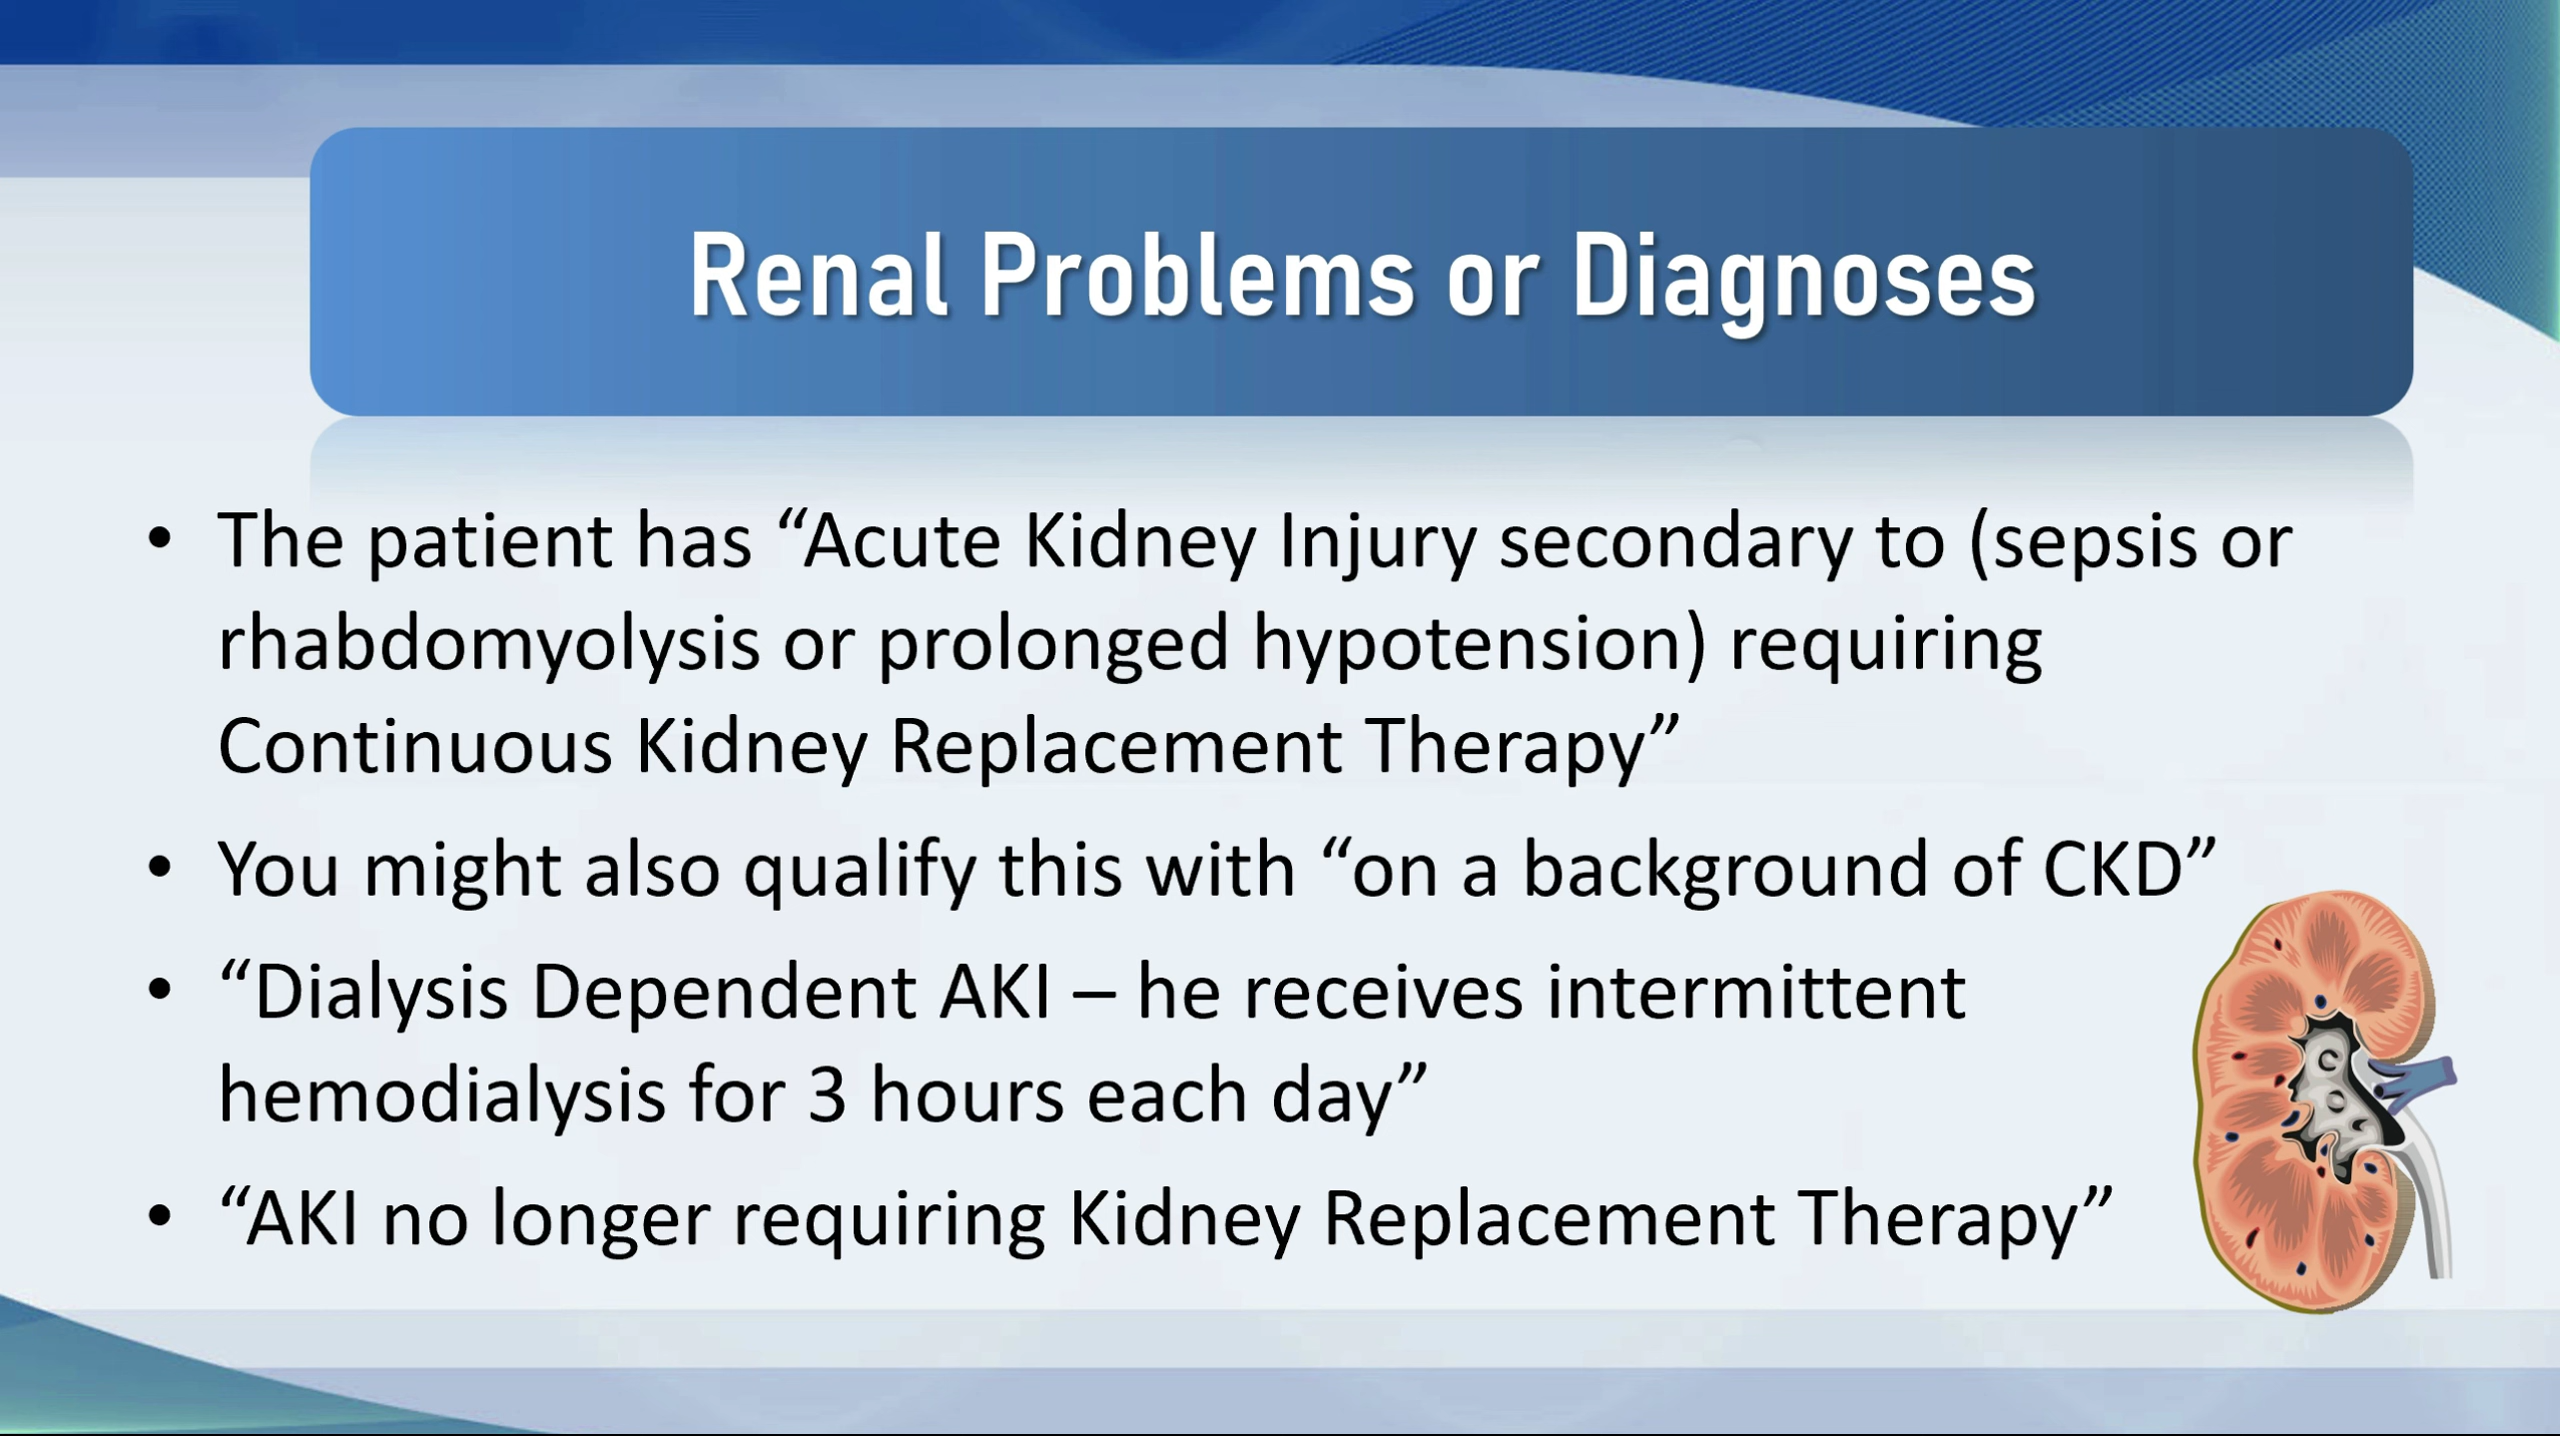 Renal Problems or Diagnoses
• The patient has “Acute Kidney Injury secondary to (sepsis or
rhabdomyolysis or prolonged hypotension) requiring
Continuous Kidney Replacement Therapy”
• You might also qualify this with “on a background of CKD”
• “Dialysis Dependent AKI – he receives intermittent
hemodialysis for 3 hours each day”
• “AKI no longer requiring Kidney Replacement Therapy”